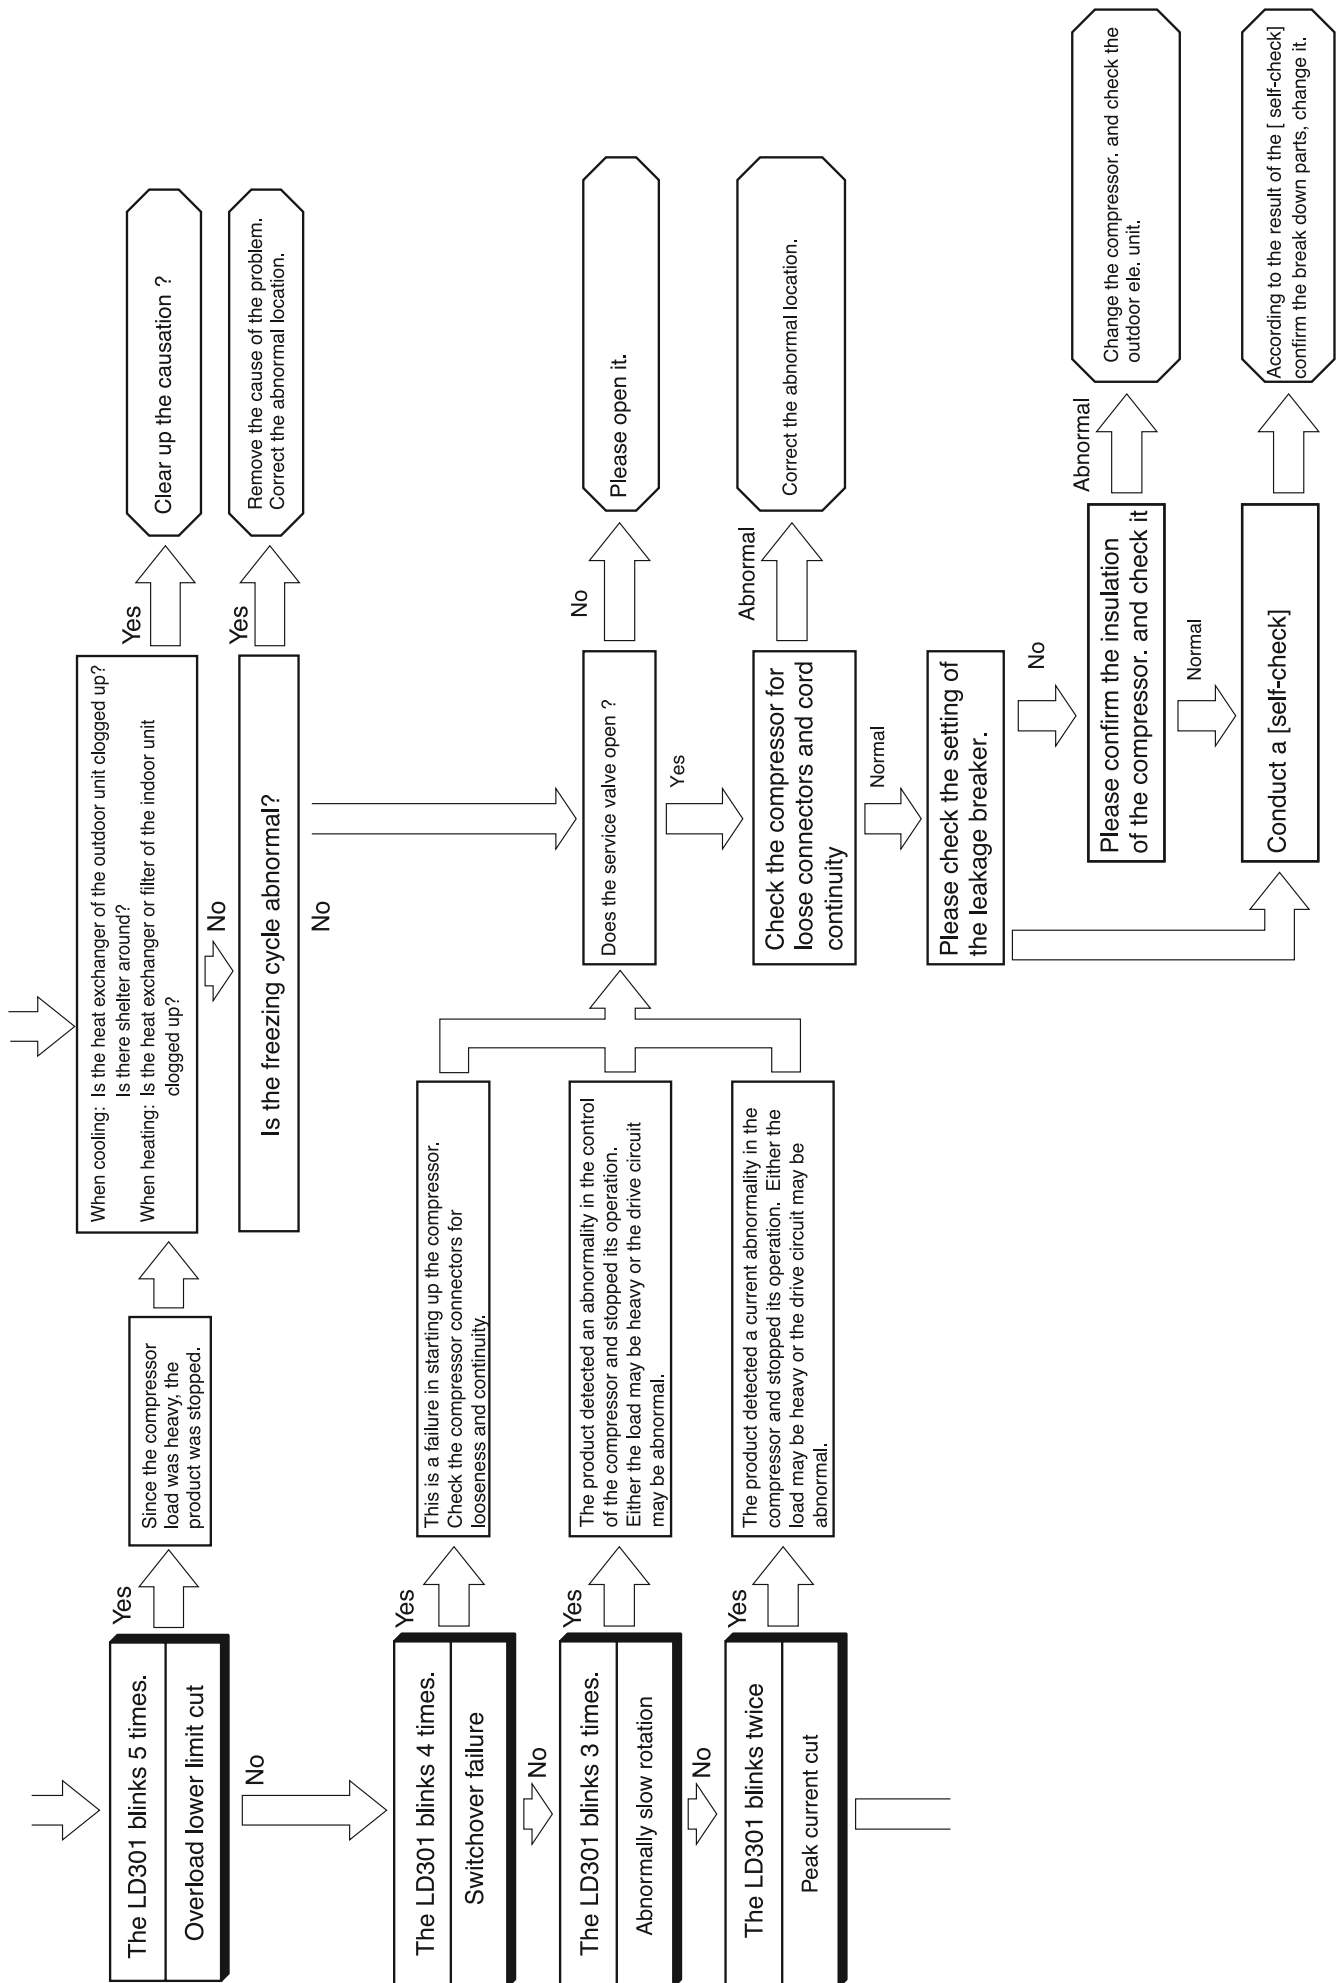 The LD301 blinks 5 times.
Overload lower limit cut
Yes
Since the compressor
load was heavy, the
product was stopped.
When cooling: Is the heat exchanger of the outdoor unit clogged up?
Is there shelter around?
When heating: Is the heat exchanger or filter of the indoor unit
clogged up?
Yes
Clear up the causation ?
No
Is the freezing cycle abnormal?
Yes
Remove the cause of the problem.
Correct the abnormal location.
No
No
The LD301 blinks 4 times.
Switchover failure
Yes
This is a failure in starting up the compressor.
Check the compressor connectors for
looseness and continuity.
No
The LD301 blinks 3 times.
Abnormally slow rotation
Yes
The product detected an abnormality in the control
of the compressor and stopped its operation.
Either the load may be heavy or the drive circuit
may be abnormal.
No
The LD301 blinks twice
Peak current cut
Yes
The product detected a current abnormality in the
compressor and stopped its operation. Either the
load may be heavy or the drive circuit may be
abnormal.
Does the service valve open ?
No
Please open it.
Yes
Check the compressor for
loose connectors and cord
continuity
Abnormal
Correct the abnormal location.
Normal
Please check the setting of
the leakage breaker.
No
Please confirm the insulation
of the compressor. and check it
Abnormal
Change the compressor. and check the
outdoor ele. unit.
Normal
Conduct a [self-check]
According to the result of the [ self-check]
confirm the break down parts, change it.